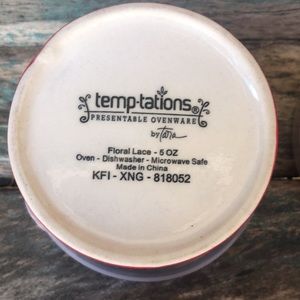 temp-tations®
PRESENTABLE OVENWARE
by tara
Floral Lace - 5 OZ
Oven - Dishwasher - Microwave Safe
Made in China
KFI - XNG - 818052